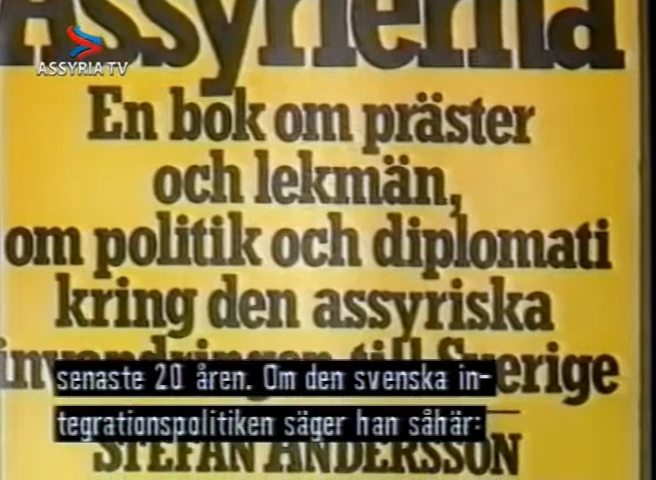 Assyrierna
ASSYRIA TV
En bok om präster
och lekmän,
om politik och diplomati
kring den assyriska
invandringen till Sverige
senaste 20 åren. Om den svenska in-
tegrationspolitiken säger han såhär:
STEFAN ANDERSSON